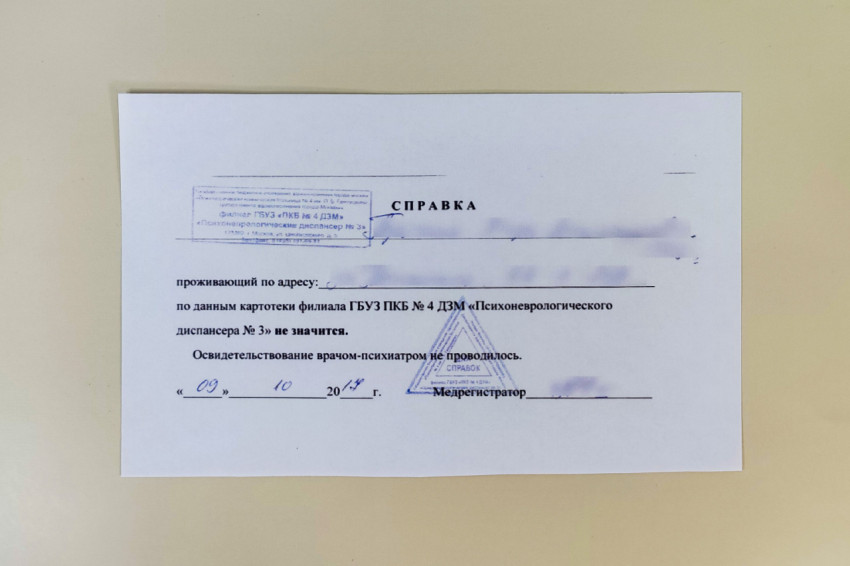 филиал ГБУЗ «ПКБ № 4 ДЗМ»
«Психоневрологический диспансер № 3»
СПРАВКА
проживающий по адресу:
по данным картотеки филиала ГБУЗ ПКБ № 4 ДЗМ «Психоневрологического
диспансера № 3» не значится.
Освидетельствование врачом-психиатром не проводилось.
СПРАВОК
« 09 » 10 2017 г. Медрегистратор